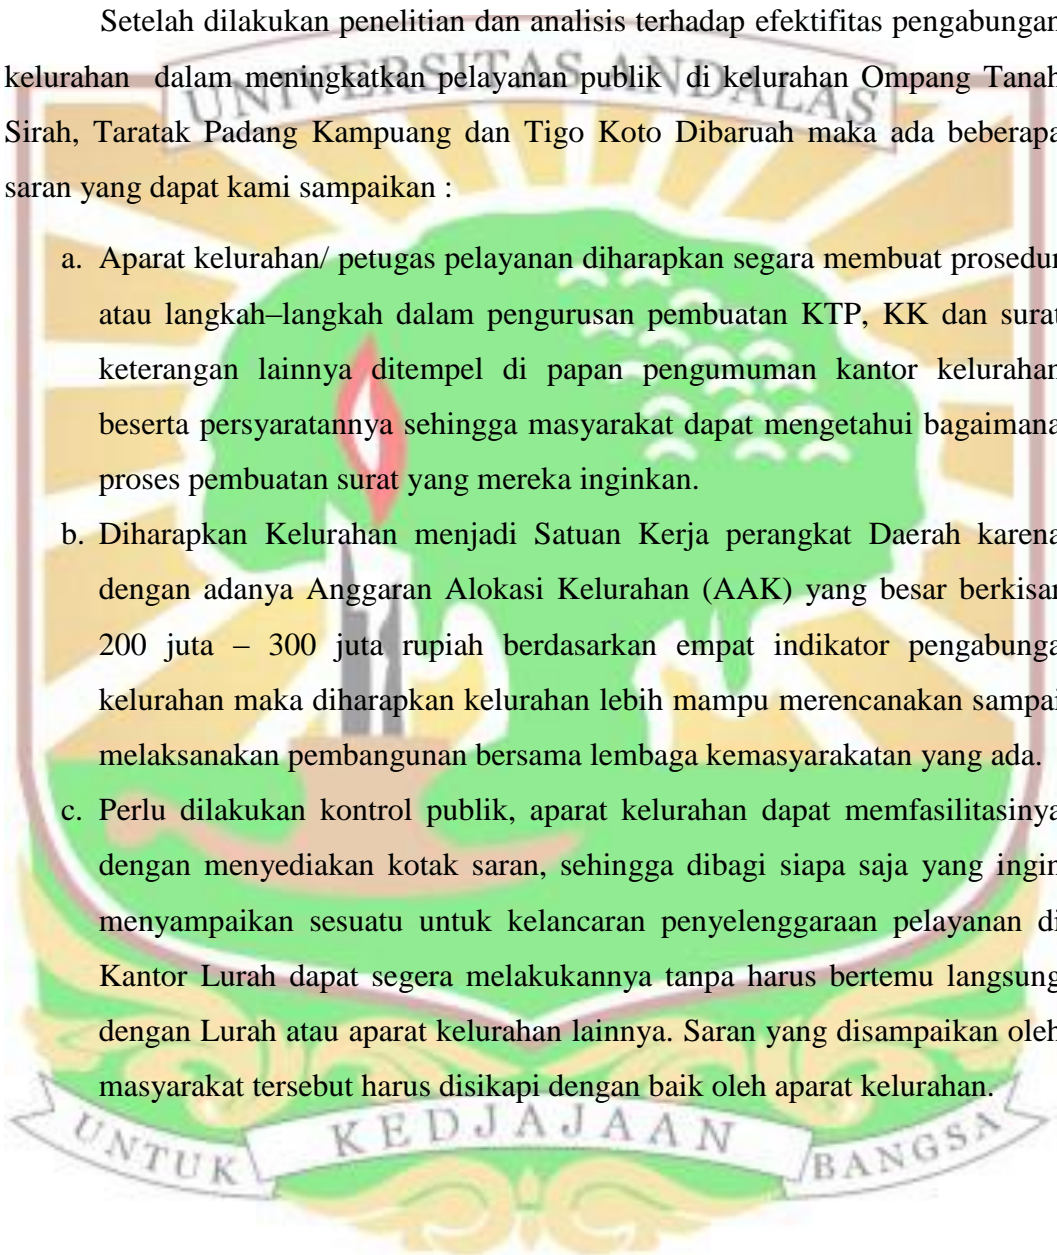 Setelah dilakukan penelitian dan analisis terhadap efektifitas pengabungan
UNIVERSITAS ANDALAS
kelurahan dalam meningkatkan pelayanan publik di kelurahan Ompang Tanah
Sirah, Taratak Padang Kampuang dan Tigo Koto Dibaruah maka ada beberapa
saran yang dapat kami sampaikan :
a. Aparat kelurahan/ petugas pelayanan diharapkan segara membuat prosedur
atau langkah–langkah dalam pengurusan pembuatan KTP, KK dan surat
keterangan lainnya ditempel di papan pengumuman kantor kelurahan
beserta persyaratannya sehingga masyarakat dapat mengetahui bagaimana
proses pembuatan surat yang mereka inginkan.
b. Diharapkan Kelurahan menjadi Satuan Kerja perangkat Daerah karena
dengan adanya Anggaran Alokasi Kelurahan (AAK) yang besar berkisar
200 juta – 300 juta rupiah berdasarkan empat indikator pengabunga
kelurahan maka diharapkan kelurahan lebih mampu merencanakan sampai
melaksanakan pembangunan bersama lembaga kemasyarakatan yang ada.
c. Perlu dilakukan kontrol publik, aparat kelurahan dapat memfasilitasinya
dengan menyediakan kotak saran, sehingga dibagi siapa saja yang ingin
menyampaikan sesuatu untuk kelancaran penyelenggaraan pelayanan di
Kantor Lurah dapat segera melakukannya tanpa harus bertemu langsung
dengan Lurah atau aparat kelurahan lainnya. Saran yang disampaikan oleh
masyarakat tersebut harus disikapi dengan baik oleh aparat kelurahan.
UNTUK KEDJAJAAN BANGSA